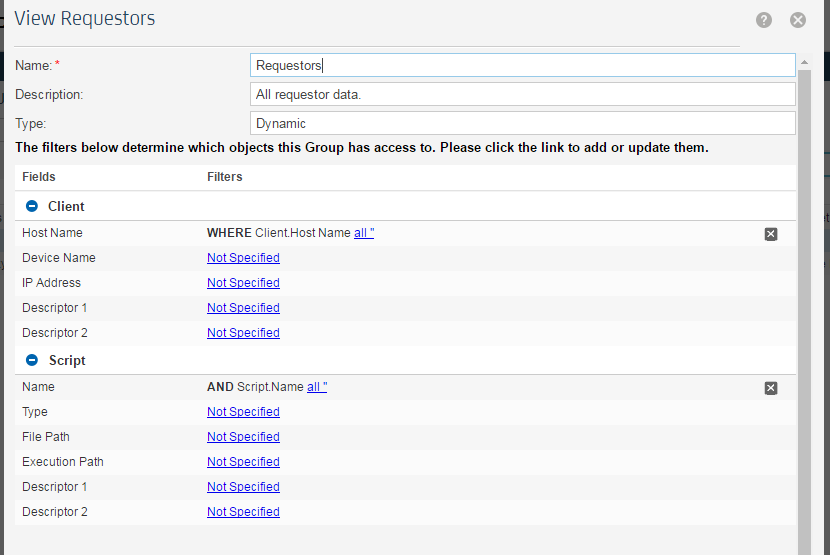 View Requestors
Name: * Requestors
Description: All requestor data.
Type: Dynamic
The filters below determine which objects this Group has access to. Please click the link to add or update them.
Fields Filters
Client
Host Name WHERE Client.Host Name all "
Device Name Not Specified
IP Address Not Specified
Descriptor 1 Not Specified
Descriptor 2 Not Specified
Script
Name AND Script.Name all "
Type Not Specified
File Path Not Specified
Execution Path Not Specified
Descriptor 1 Not Specified
Descriptor 2 Not Specified